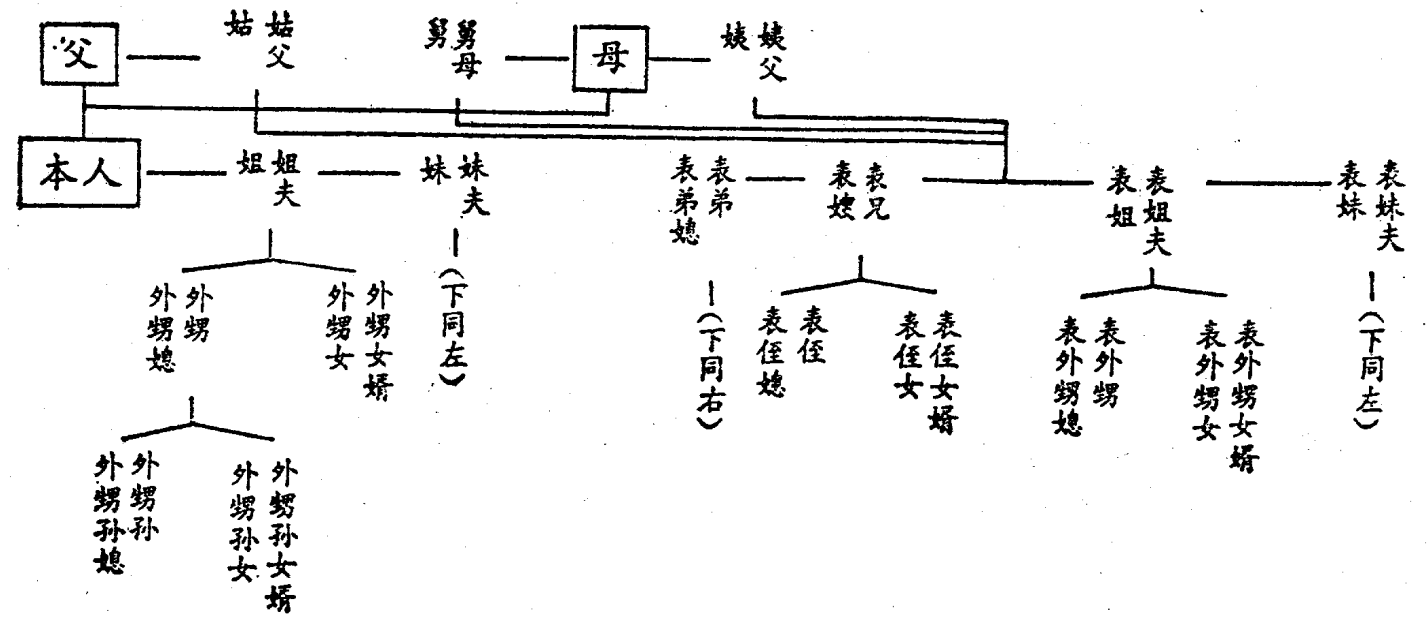 父
姑父
姑
舅母
舅
母
姨父
姨
本人
姐夫
姐
妹夫
妹
表弟
表弟媳
表兄
表嫂
表姐夫
表姐
表妹夫
表妹
外甥
外甥媳
外甥女婿
外甥女
(下同左)
(下同右)
表侄
表侄媳
表侄女婿
表侄女
表外甥
表外甥媳
表外甥女婿
表外甥女
(下同左)
外甥孙
外甥孙媳
外甥孙女婿
外甥孙女